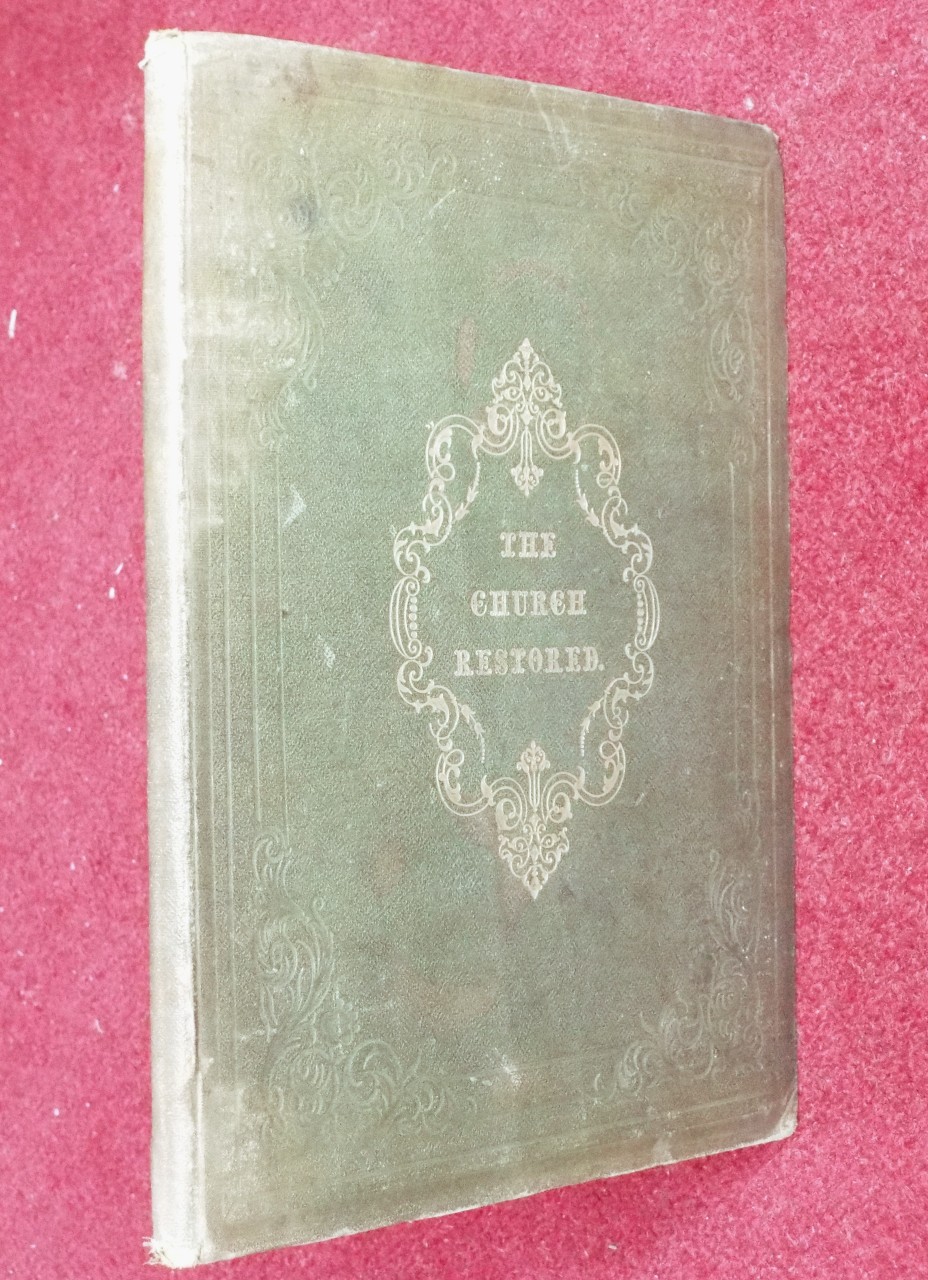 THE
CHURCH
RESTORED.